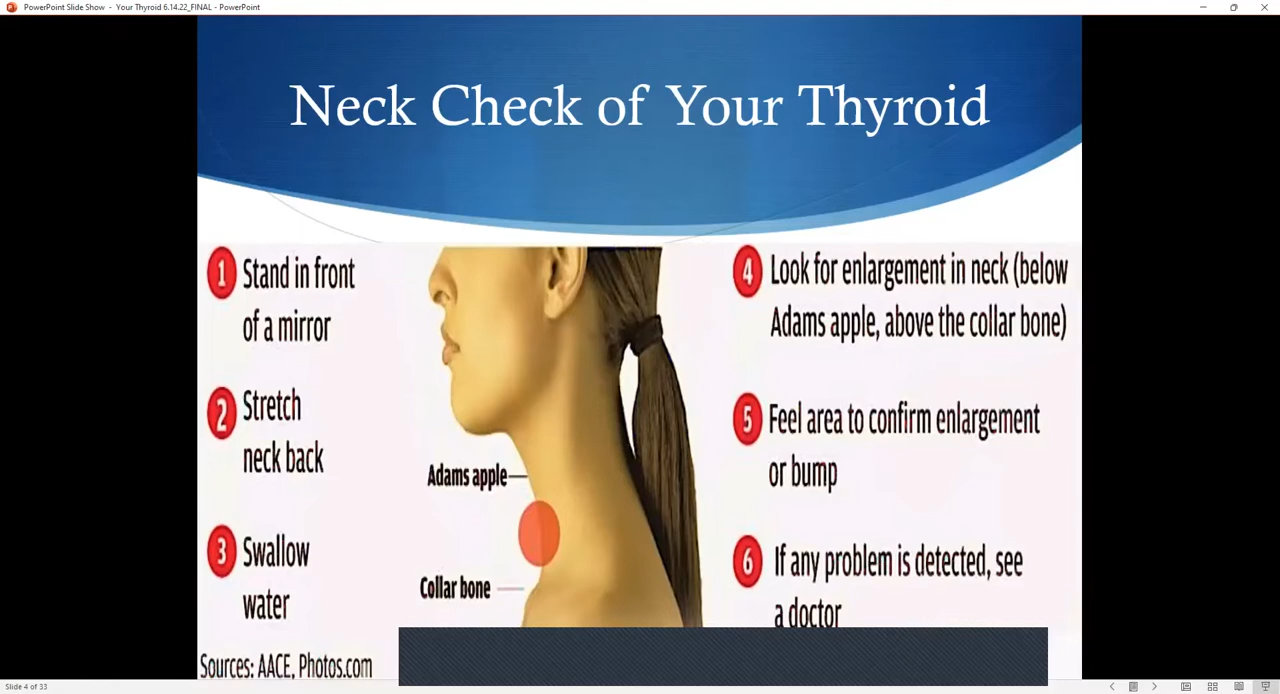 PowerPoint Slide Show - Your Thyroid 6.14.22_FINAL - PowerPoint
Neck Check of Your Thyroid
1 Stand in front
of a mirror
2 Stretch
neck back
3 Swallow
water
Adams apple
Collar bone
4 Look for enlargement in neck (below
Adams apple, above the collar bone)
5 Feel area to confirm enlargement
or bump
6 If any problem is detected, see
a doctor
Sources: AACE, Photos.com
Slide 4 of 33